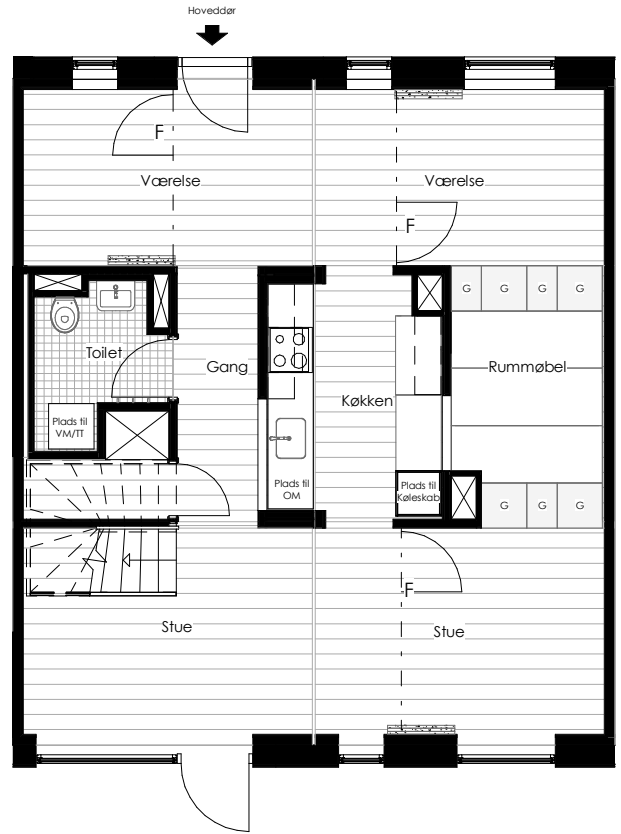 Hoveddør
F
Værelse
Værelse
F
G G G G
Toilet
Gang
Rummøbel
Køkken
Plads til
VM/TT
Plads til
OM
Plads til
Køleskab
G G G
F
Stue
Stue